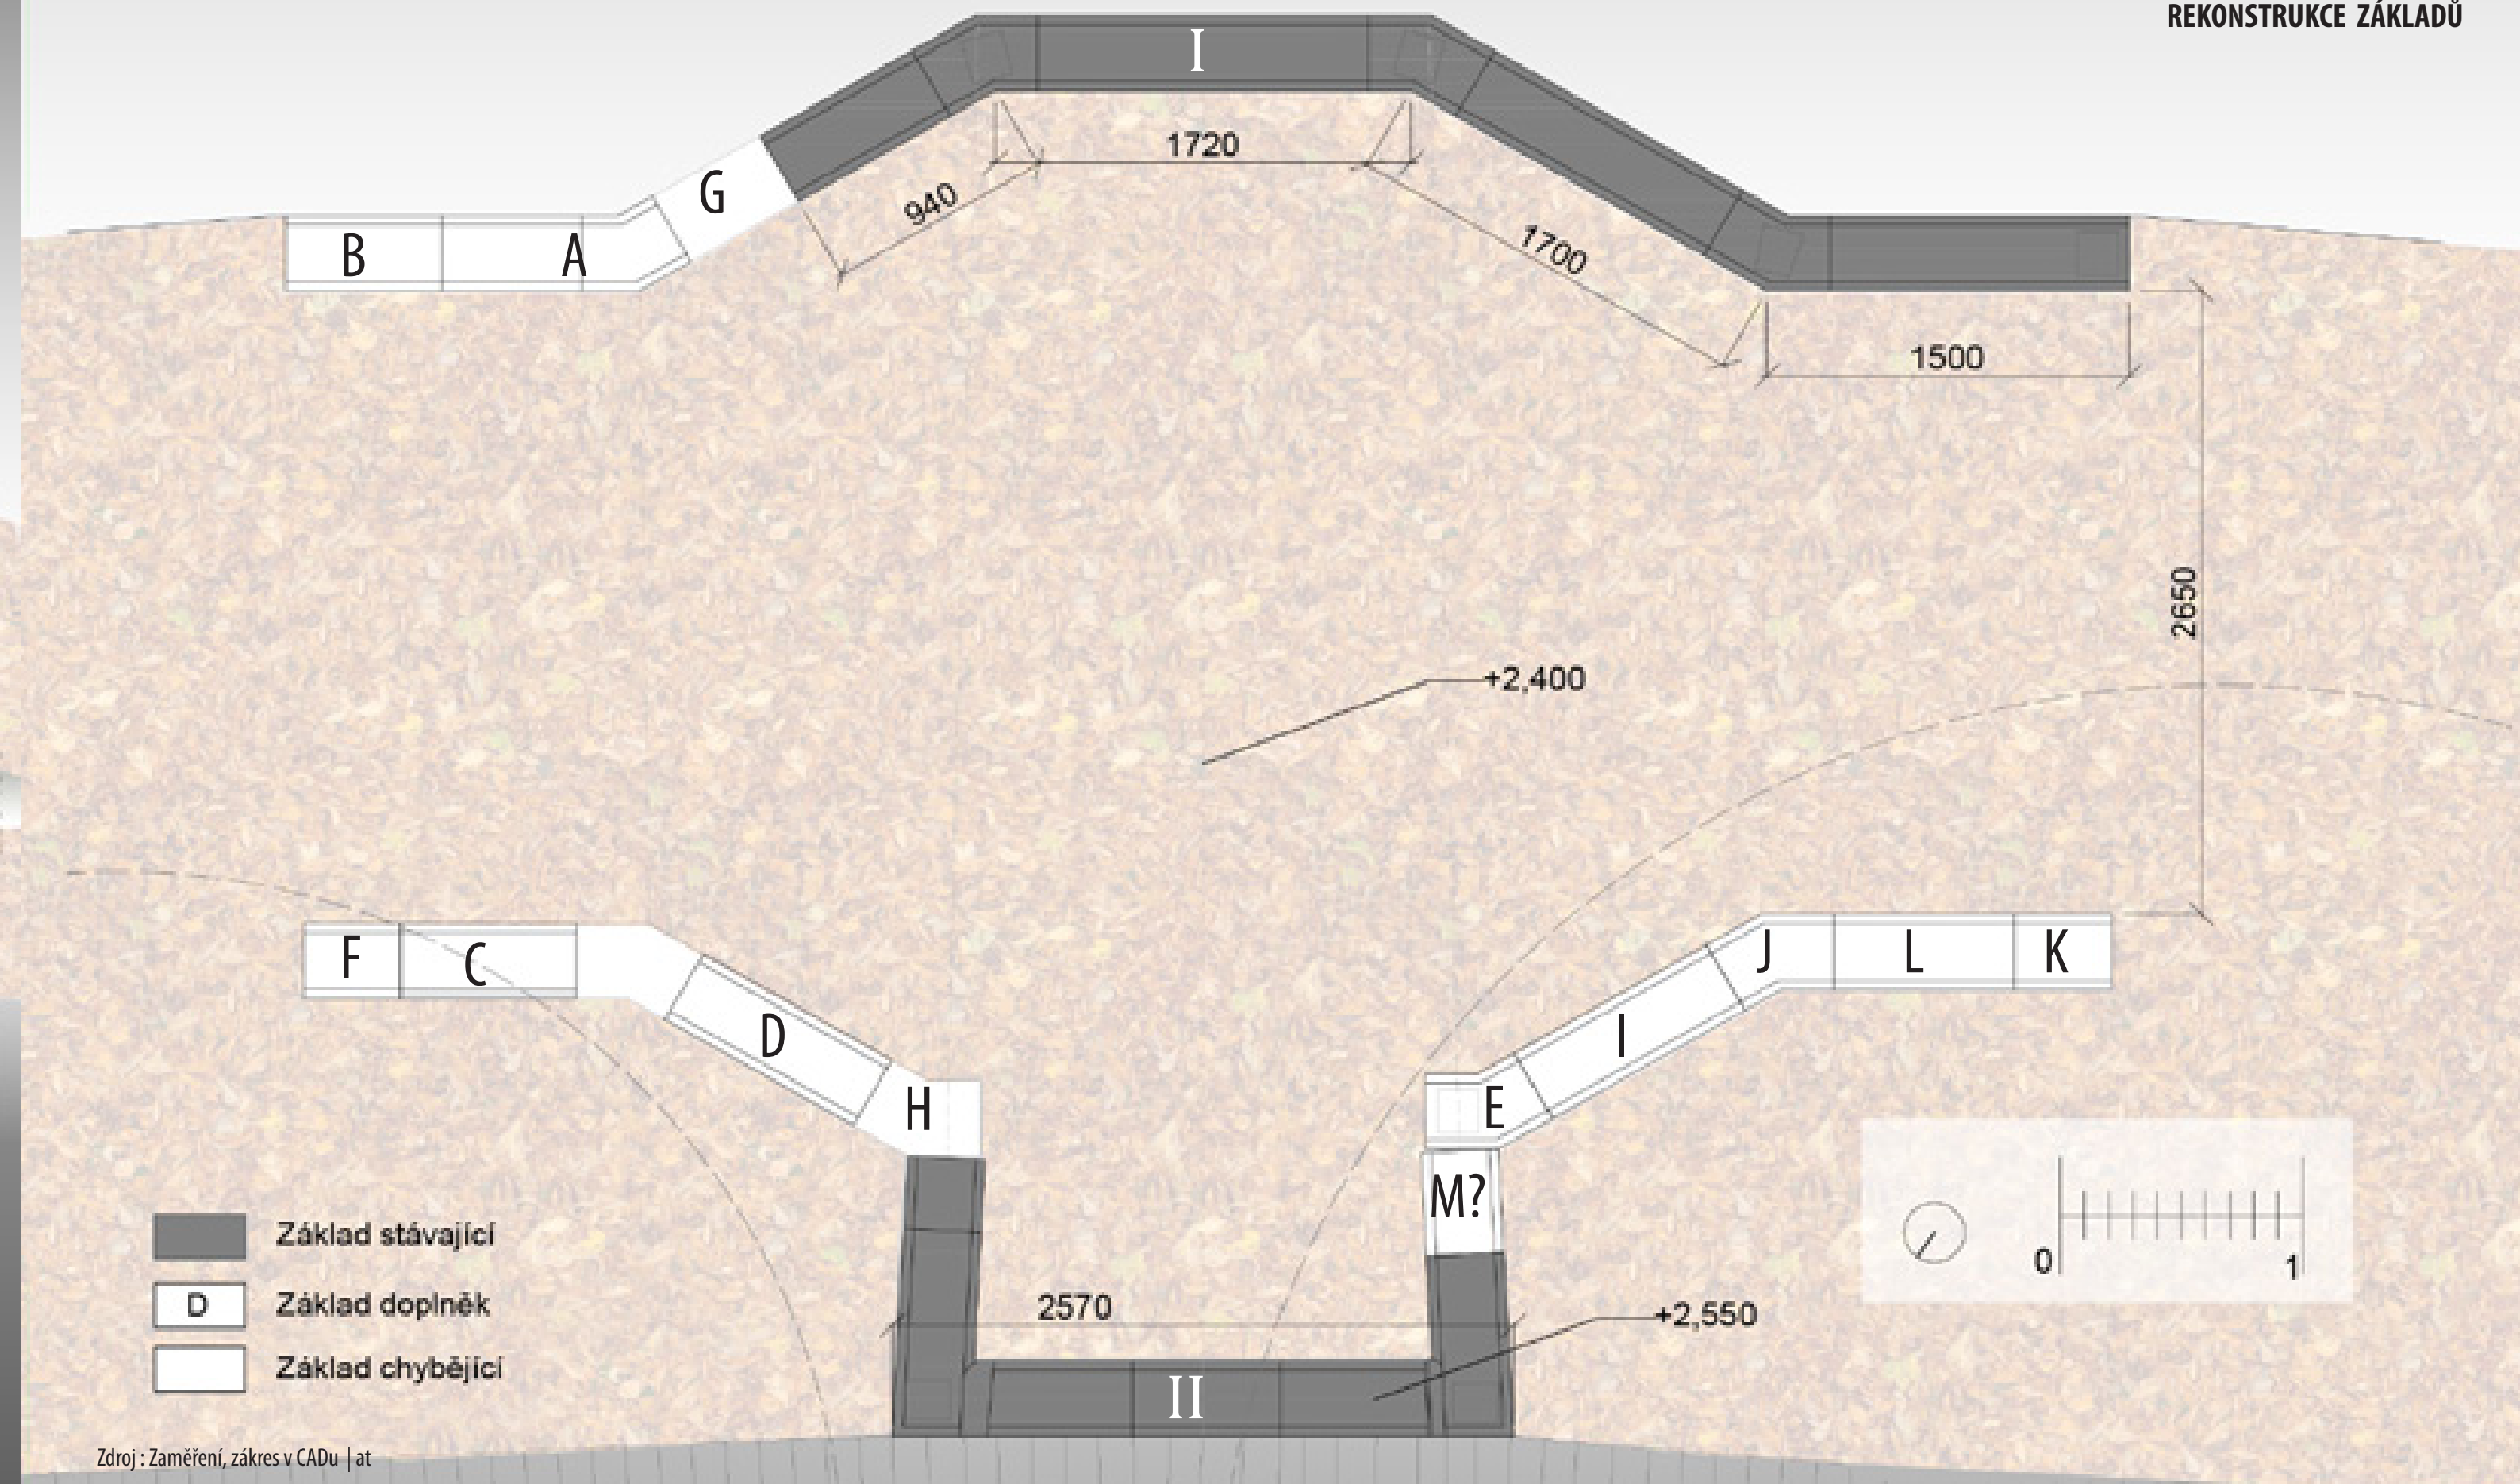 REKONSTRUKCE ZÁKLADŮ
I
1720
G
940
B
A
1700
1500
2650
+2,400
F
C
J
L
K
D
I
H
E
M?
Základ stávající
2570
+2,550
0
1
D
Základ doplněk
Základ chybějící
II
Zdroj : Zaměření, zákres v CADu | at